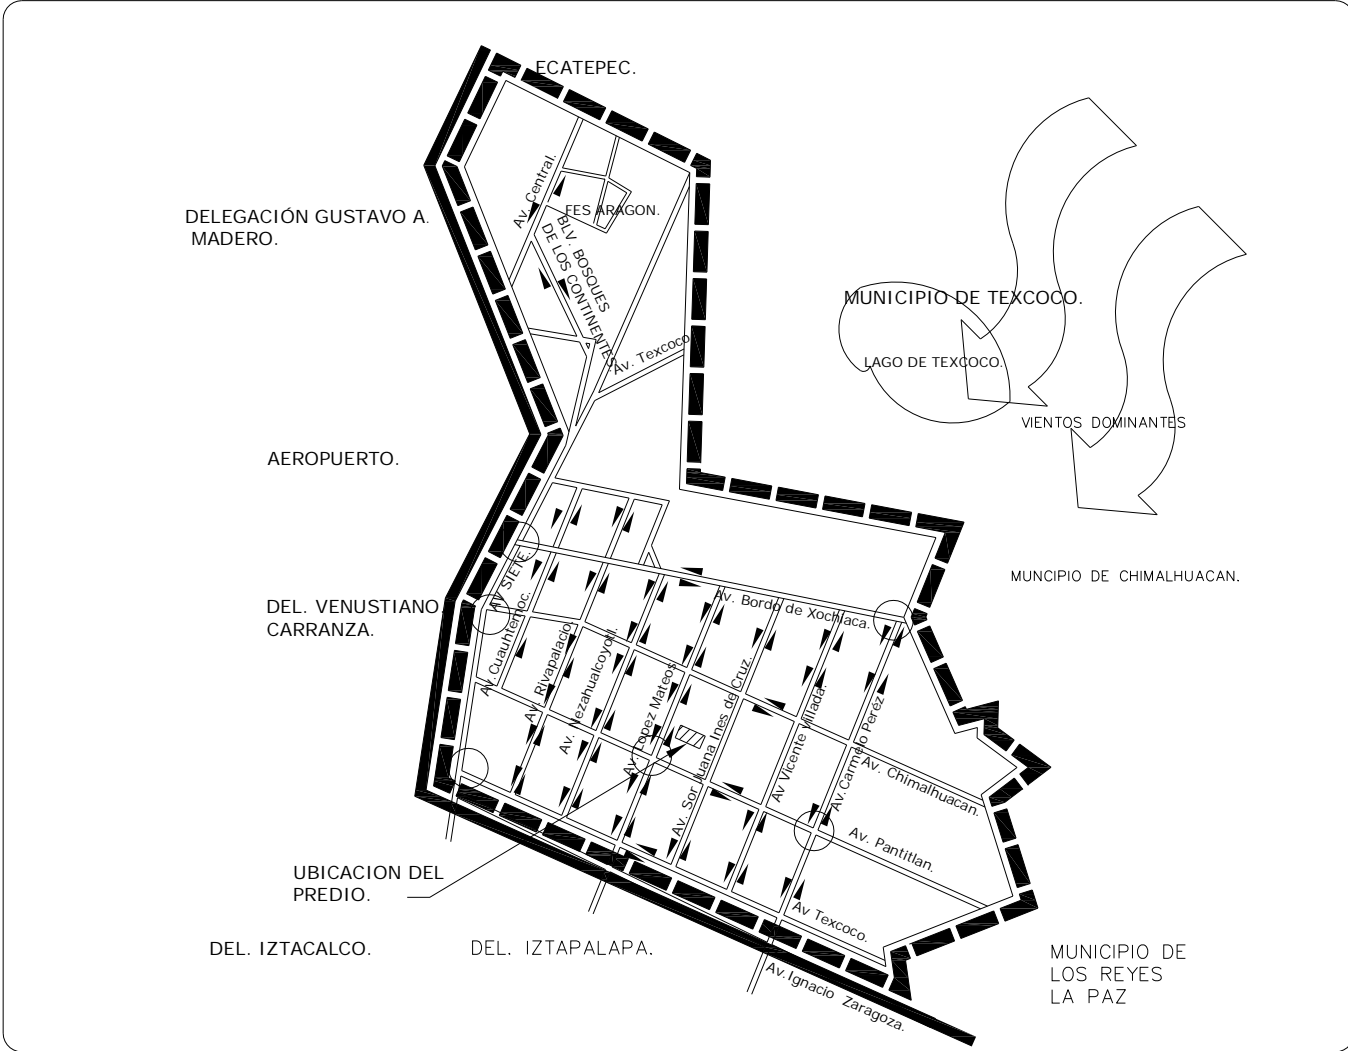 ECATEPEC.
Av. Central.
DELEGACIÓN GUSTAVO A.
MADERO.
FES ARAGON.
BLV. BOSQUES
DE LOS CONTINENTES
Av. Texcoco
MUNICIPIO DE TEXCOCO.
LAGO DE TEXCOCO.
VIENTOS DOMINANTES
AEROPUERTO.
MUNCIPIO DE CHIMALHUACAN.
AV SIETE.
DEL. VENUSTIANO
CARRANZA.
Av. Bordo de Xochiaca.
Av.Cuauhtemoc.
Av. Rivapalacio.
Av. Nezahualcoyotl.
Av. Lopez Mateos
Av. Sor Juana Ines de Cruz.
Av Vicente Villada.
Av.Carmelo Peréz
Av. Chimalhuacan.
Av. Pantitlan.
UBICACION DEL
PREDIO.
Av Texcoco.
DEL. IZTACALCO.
DEL. IZTAPALAPA.
Av.Ignacio Zaragoza.
MUNICIPIO DE
LOS REYES
LA PAZ